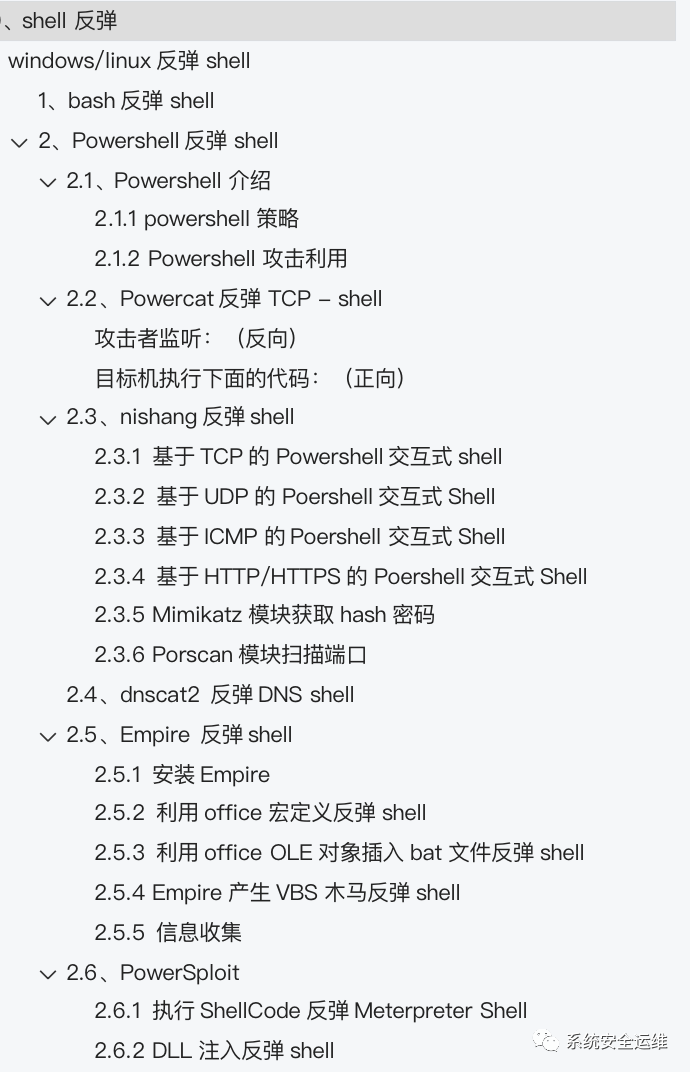 、shell 反弹
windows/linux 反弹 shell
1、bash 反弹 shell
2、Powershell 反弹 shell
2.1、Powershell 介绍
2.1.1 powershell 策略
2.1.2 Powershell 攻击利用
2.2、Powercat 反弹 TCP – shell
攻击者监听：（反向）
目标机执行下面的代码：（正向）
2.3、nishang 反弹 shell
2.3.1 基于 TCP 的 Powershell 交互式 shell
2.3.2 基于 UDP 的 Poershell 交互式 Shell
2.3.3 基于 ICMP 的 Poershell 交互式 Shell
2.3.4 基于 HTTP/HTTPS 的 Poershell 交互式 Shell
2.3.5 Mimikatz 模块获取 hash 密码
2.3.6 Porscan 模块扫描端口
2.4、dnscat2 反弹 DNS shell
2.5、Empire 反弹 shell
2.5.1 安装 Empire
2.5.2 利用 office 宏定义反弹 shell
2.5.3 利用 office OLE 对象插入 bat 文件反弹 shell
2.5.4 Empire 产生 VBS 木马反弹 shell
2.5.5 信息收集
2.6、PowerSploit
2.6.1 执行 ShellCode 反弹 Meterpreter Shell
2.6.2 DLL 注入反弹 shell
系统安全运维